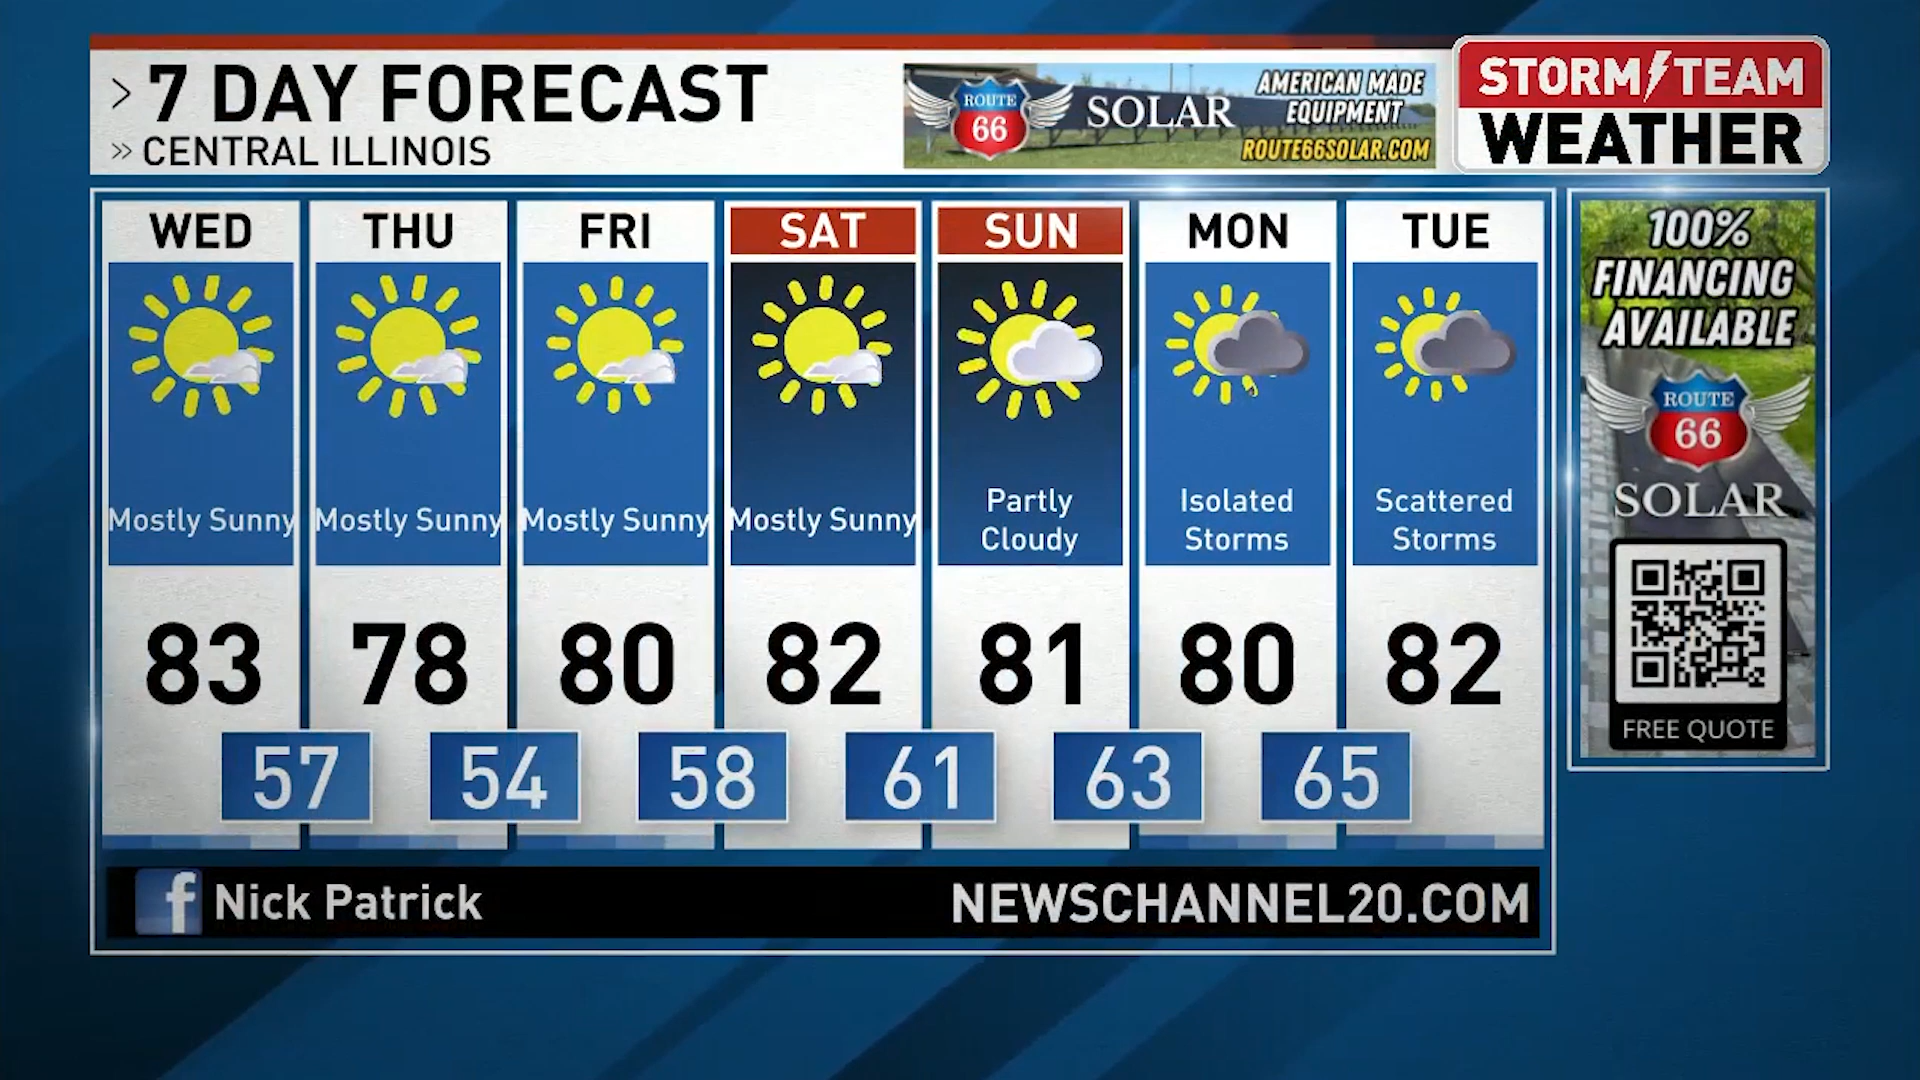 > 7 DAY FORECAST
>> CENTRAL ILLINOIS
ROUTE
66
SOLAR
AMERICAN MADE
EQUIPMENT
ROUTE66SOLAR.COM
STORM TEAM
WEATHER
WED THU FRI SAT SUN MON TUE
Mostly Sunny Mostly Sunny Mostly Sunny Mostly Sunny Partly Cloudy Isolated Storms Scattered Storms
83 78 80 82 81 80 82
57 54 58 61 63 65
f Nick Patrick NEWSCHANNEL20.COM
100%
FINANCING
AVAILABLE
ROUTE
66
SOLAR
FREE QUOTE